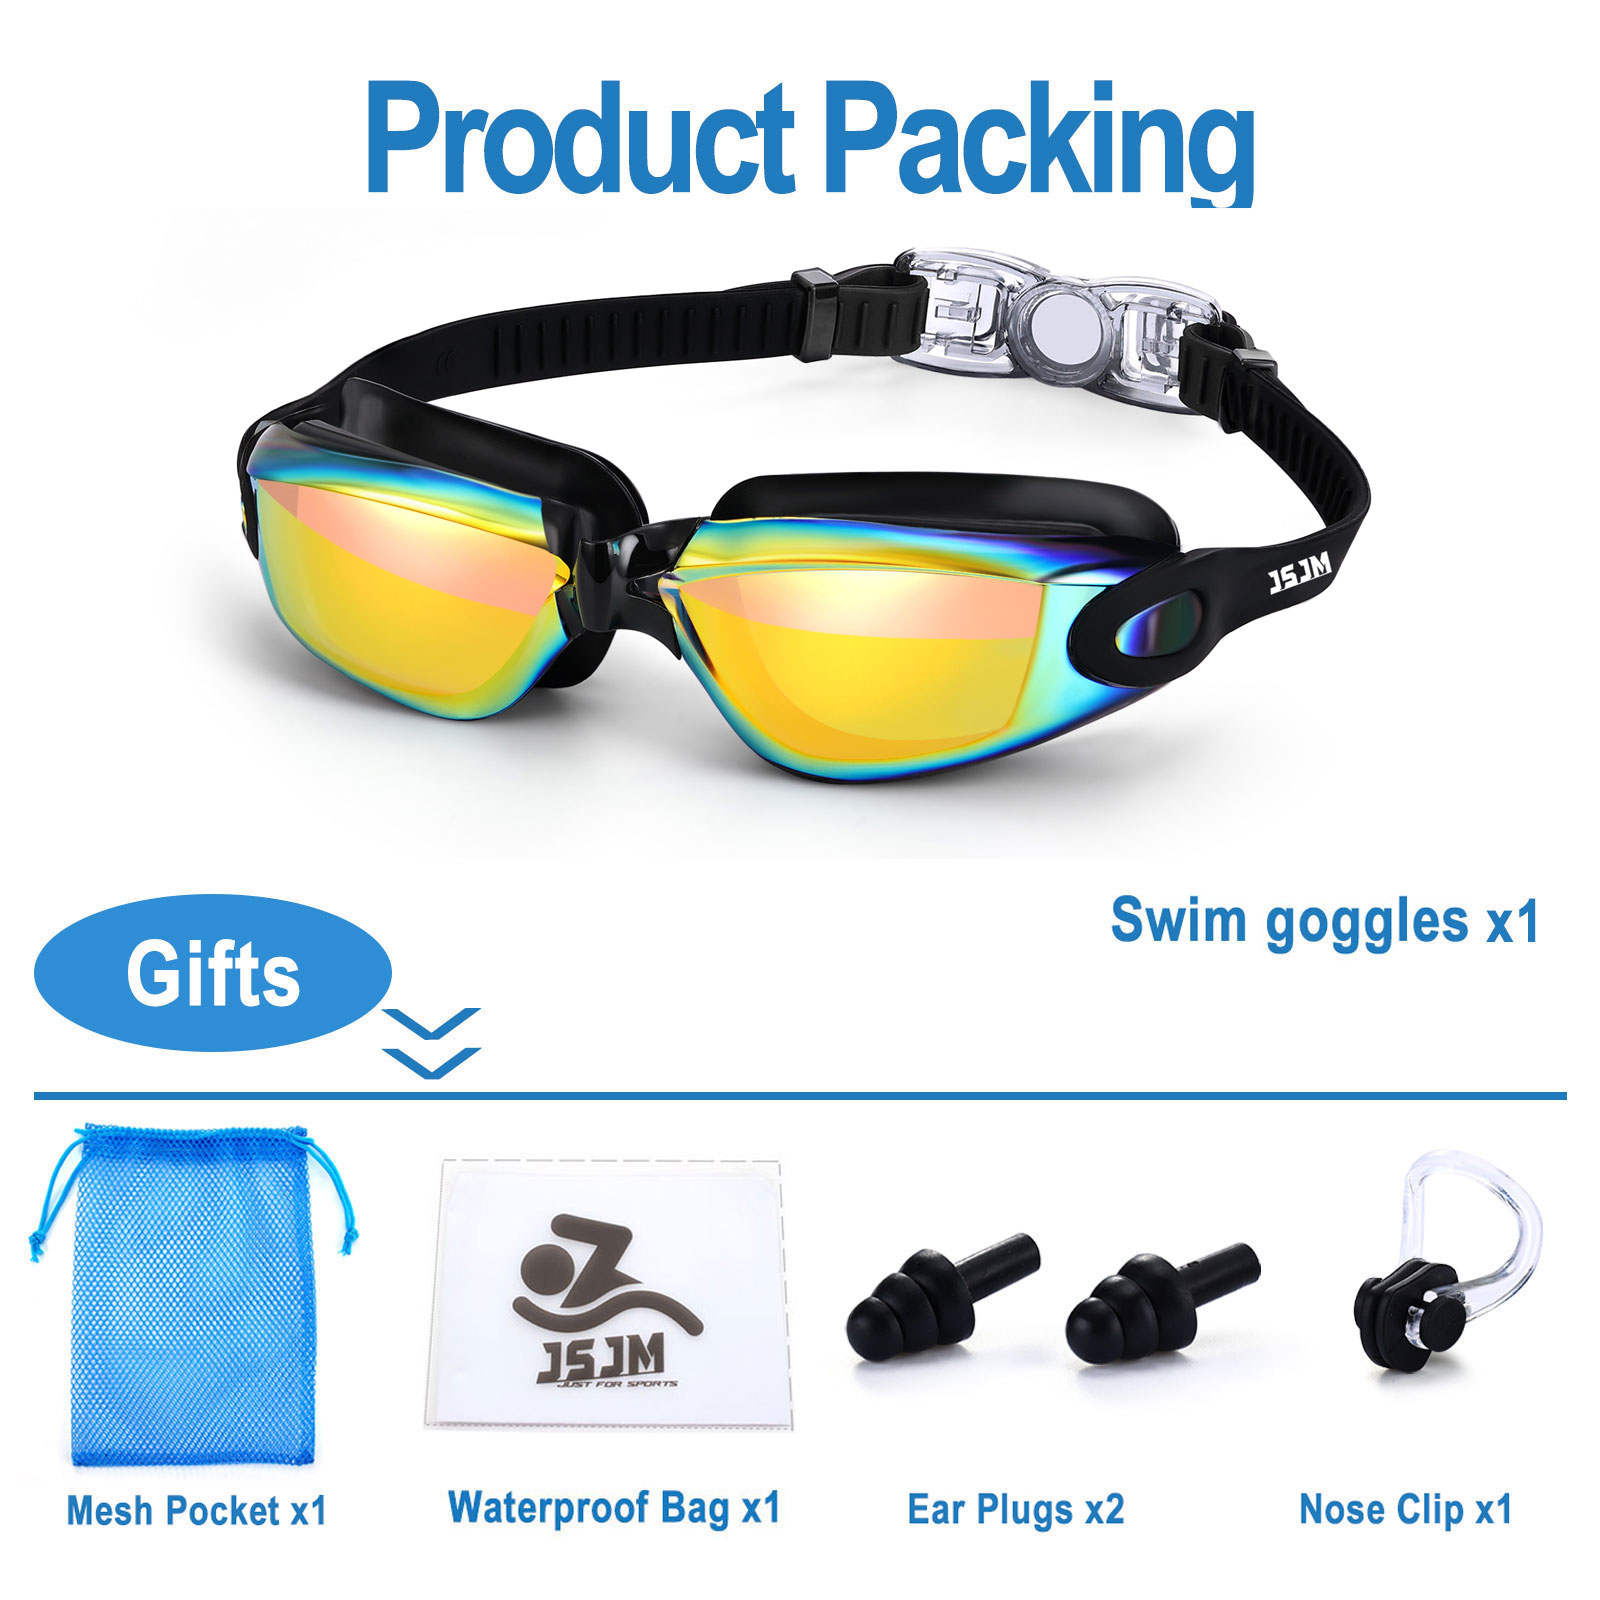 Product Packing
JSJM
Swim goggles x1
Gifts
JSJM
JUST FOR SPORTS
Mesh Pocket x1
Waterproof Bag x1
Ear Plugs x2
Nose Clip x1